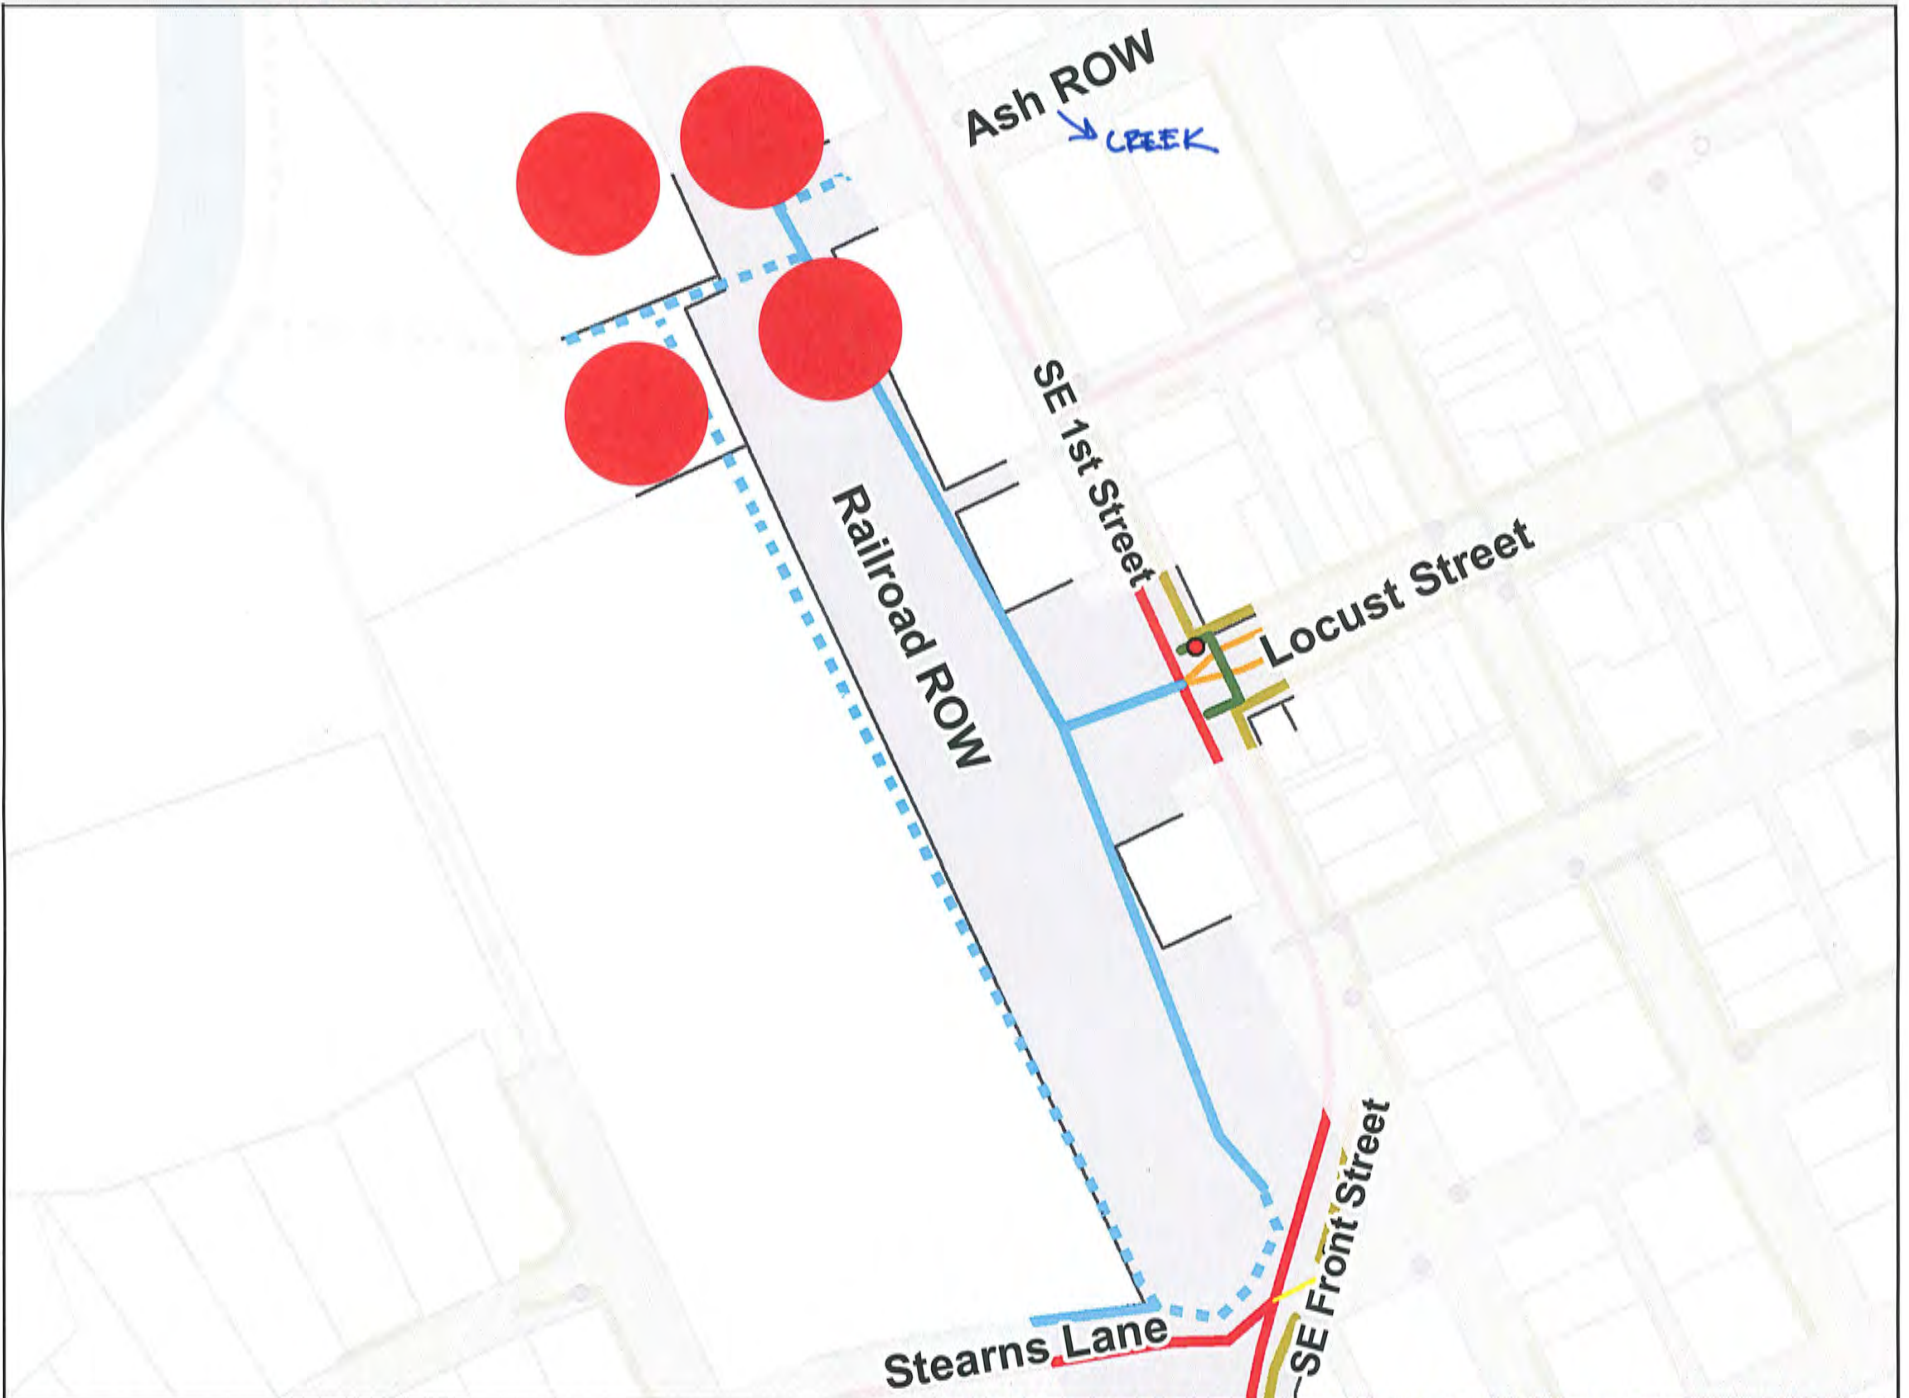 Ash ROW
CREEK
SE 1st Street
Railroad ROW
Locust Street
SE Front Street
Stearns Lane